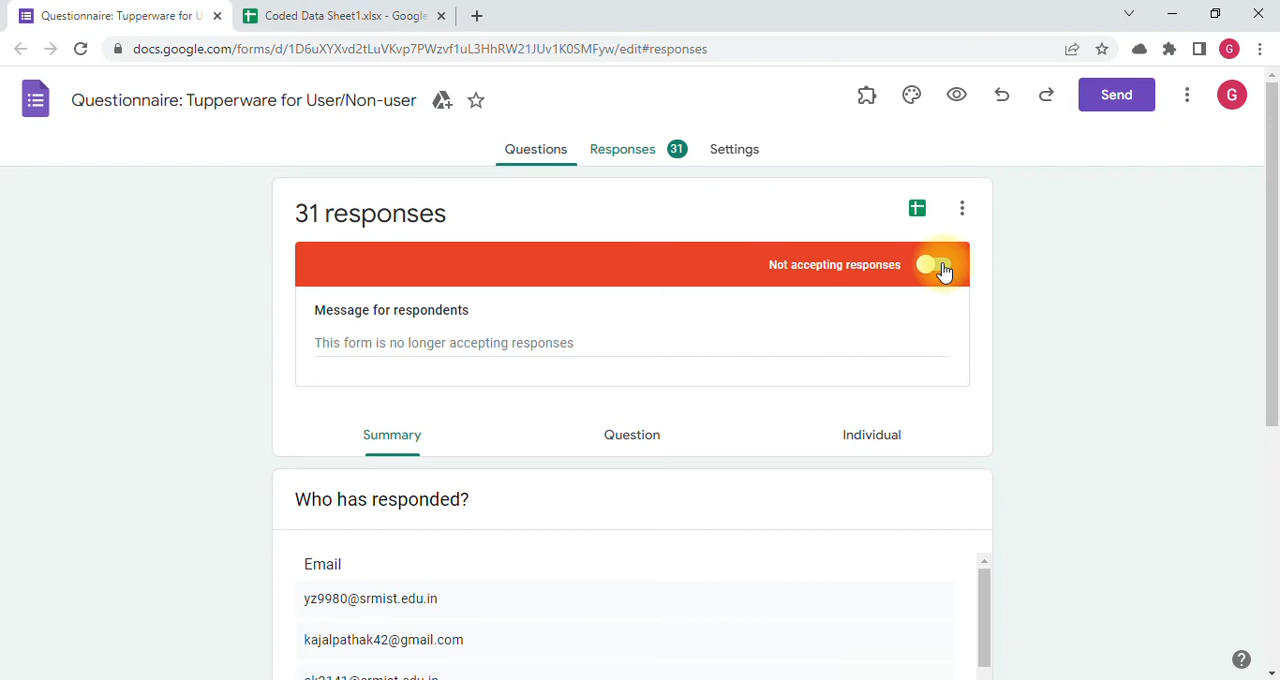 Questionnaire: Tupperware for U
Coded Data Sheet1.xlsx - Google
docs.google.com/forms/d/1D6uXYXvd2tLuVKvp7PWzvf1uL3HhRW21JUv1K0SMFyw/edit#responses
G
Questionnaire: Tupperware for User/Non-user
Send
G
Questions
Responses 31
Settings
31 responses
Not accepting responses
Message for respondents
This form is no longer accepting responses
Summary
Question
Individual
Who has responded?
Email
yz9980@srmist.edu.in
kajalpathak42@gmail.com